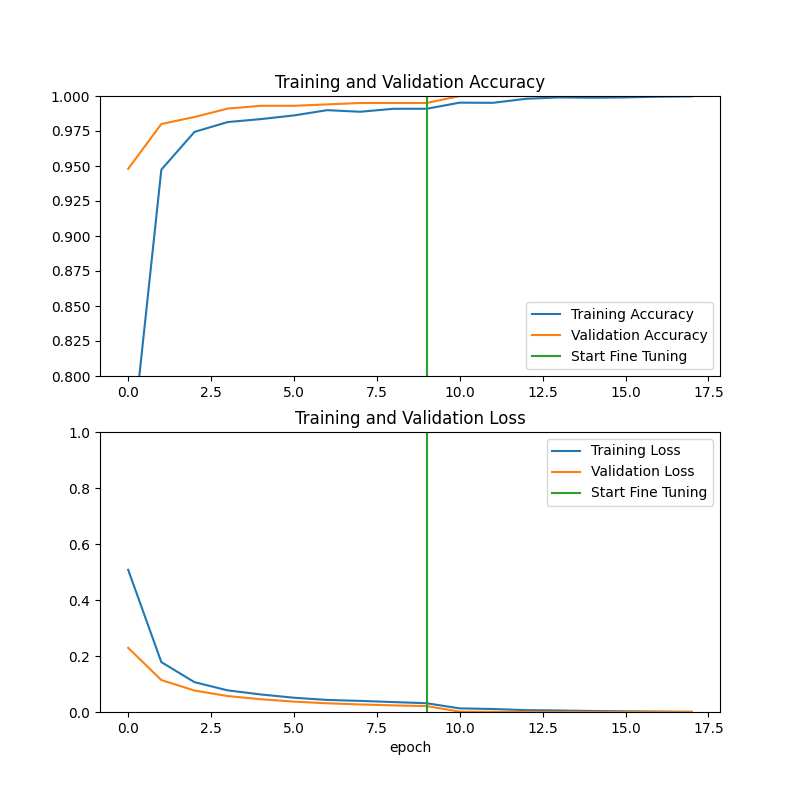 Training and Validation Accuracy
1.000
0.975
0.950
0.925
0.900
0.875
0.850
0.825
0.800
Training Accuracy
Validation Accuracy
Start Fine Tuning
0.0 2.5 5.0 7.5 10.0 12.5 15.0 17.5
Training and Validation Loss
1.0
0.8
0.6
0.4
0.2
0.0
Training Loss
Validation Loss
Start Fine Tuning
0.0 2.5 5.0 7.5 10.0 12.5 15.0 17.5
epoch